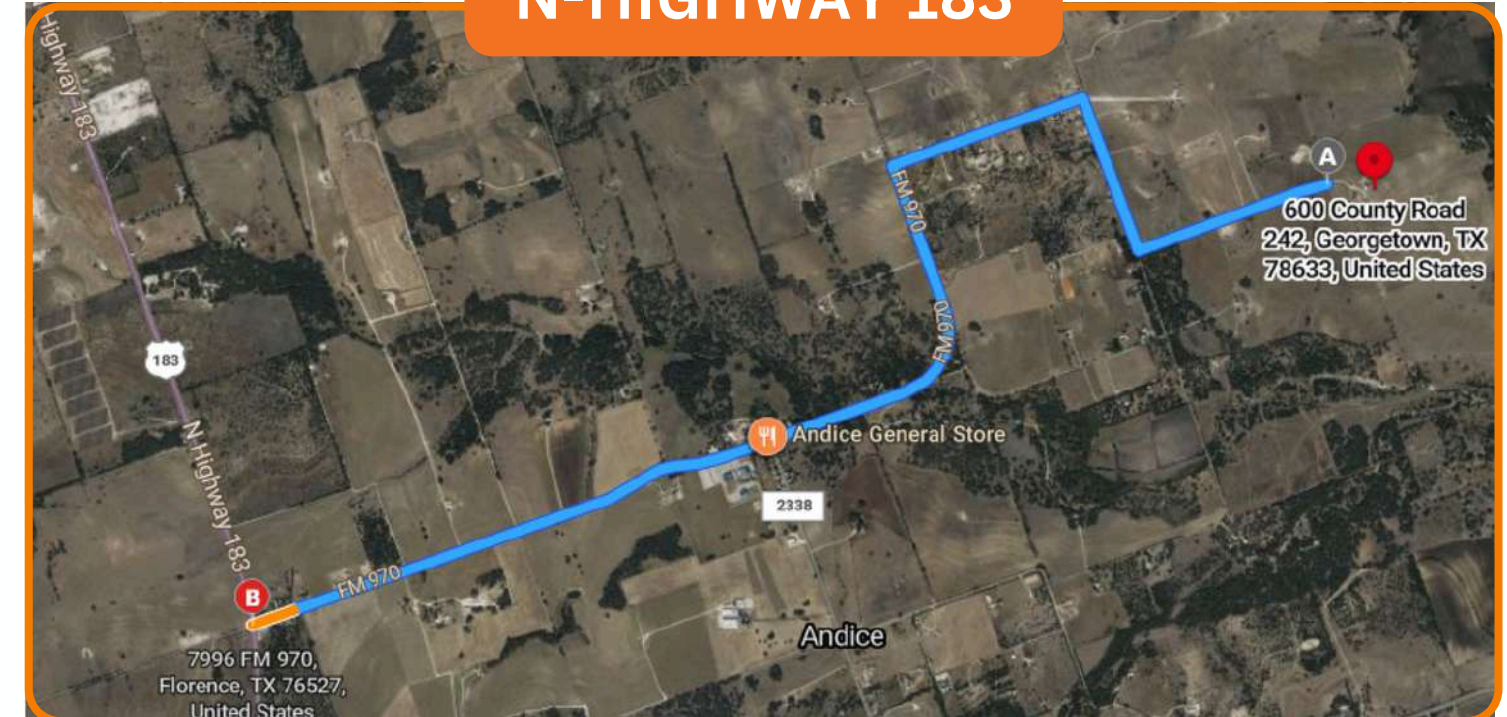 N-HIGHWAY 183
Highway 183
A
600 County Road
242, Georgetown, TX
78633, United States
FM 970
FM 970
183
Andice General Store
N Highway 183
2338
FM 970
B
Andice
7996 FM 970,
Florence, TX 76527,
United States